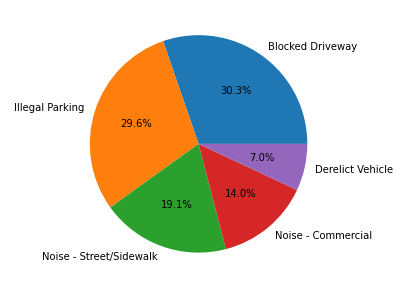 Blocked Driveway
30.3%
Illegal Parking
29.6%
7.0%
Derelict Vehicle
14.0%
19.1%
Noise - Commercial
Noise - Street/Sidewalk